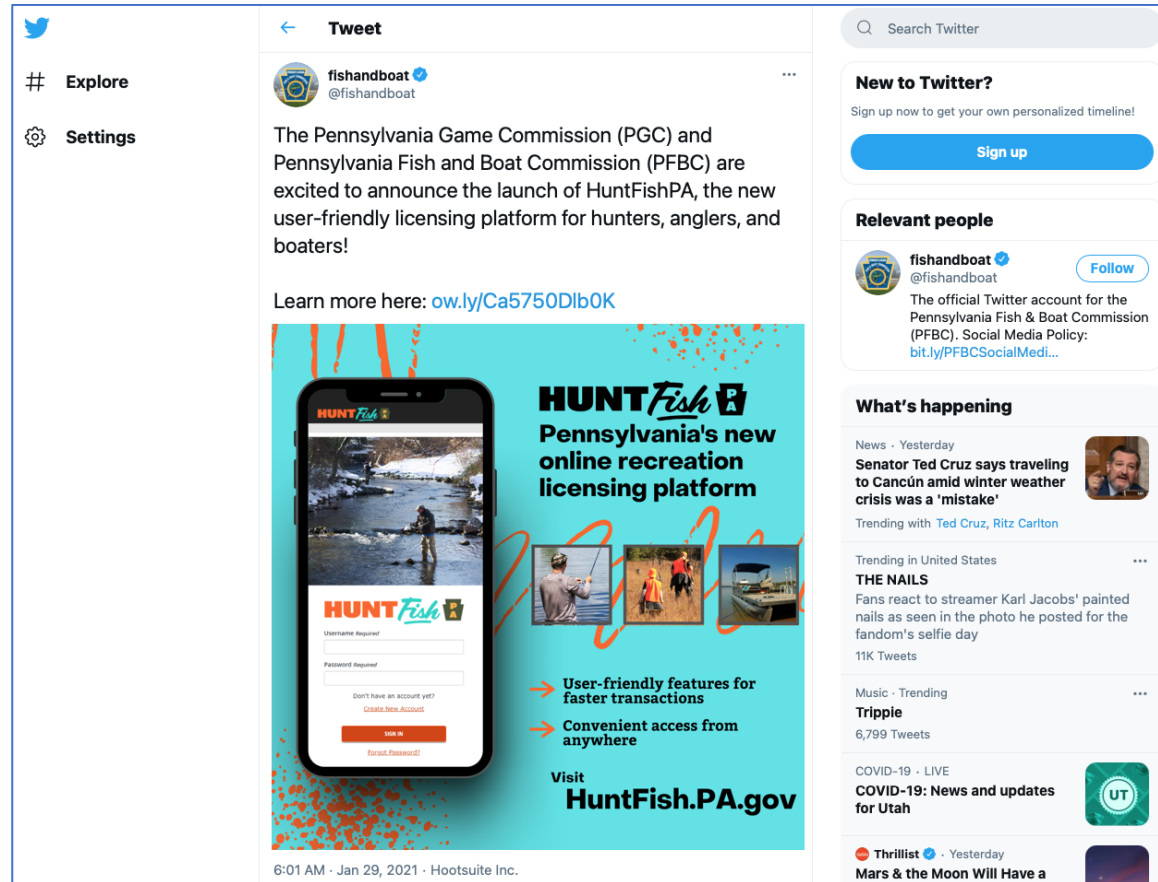 Explore
Settings
Tweet
fishandboat
@fishandboat
The Pennsylvania Game Commission (PGC) and
Pennsylvania Fish and Boat Commission (PFBC) are
excited to announce the launch of HuntFishPA, the new
user-friendly licensing platform for hunters, anglers, and
boaters!
Learn more here: ow.ly/Ca5750Dlb0K
HUNT Fish PA
Username Required
Password Required
Don't have an account yet?
Create New Account
SIGN IN
Forgot Password?
HUNT Fish PA
HUNT Fish PA
Pennsylvania's new
online recreation
licensing platform
User-friendly features for
faster transactions
Convenient access from
anywhere
Visit
HuntFish.PA.gov
6:01 AM · Jan 29, 2021 · Hootsuite Inc.
Search Twitter
New to Twitter?
Sign up now to get your own personalized timeline!
Sign up
Relevant people
fishandboat
@fishandboat
Follow
The official Twitter account for the
Pennsylvania Fish & Boat Commission
(PFBC). Social Media Policy:
bit.ly/PFBCSocialMedi...
What's happening
News · Yesterday
Senator Ted Cruz says traveling
to Cancún amid winter weather
crisis was a 'mistake'
Trending with Ted Cruz, Ritz Carlton
Trending in United States
THE NAILS
Fans react to streamer Karl Jacobs' painted
nails as seen in the photo he posted for the
fandom's selfie day
11K Tweets
Music · Trending
Trippie
6,799 Tweets
COVID-19 · LIVE
COVID-19: News and updates
for Utah
UT
Thrillist · Yesterday
Mars & the Moon Will Have a